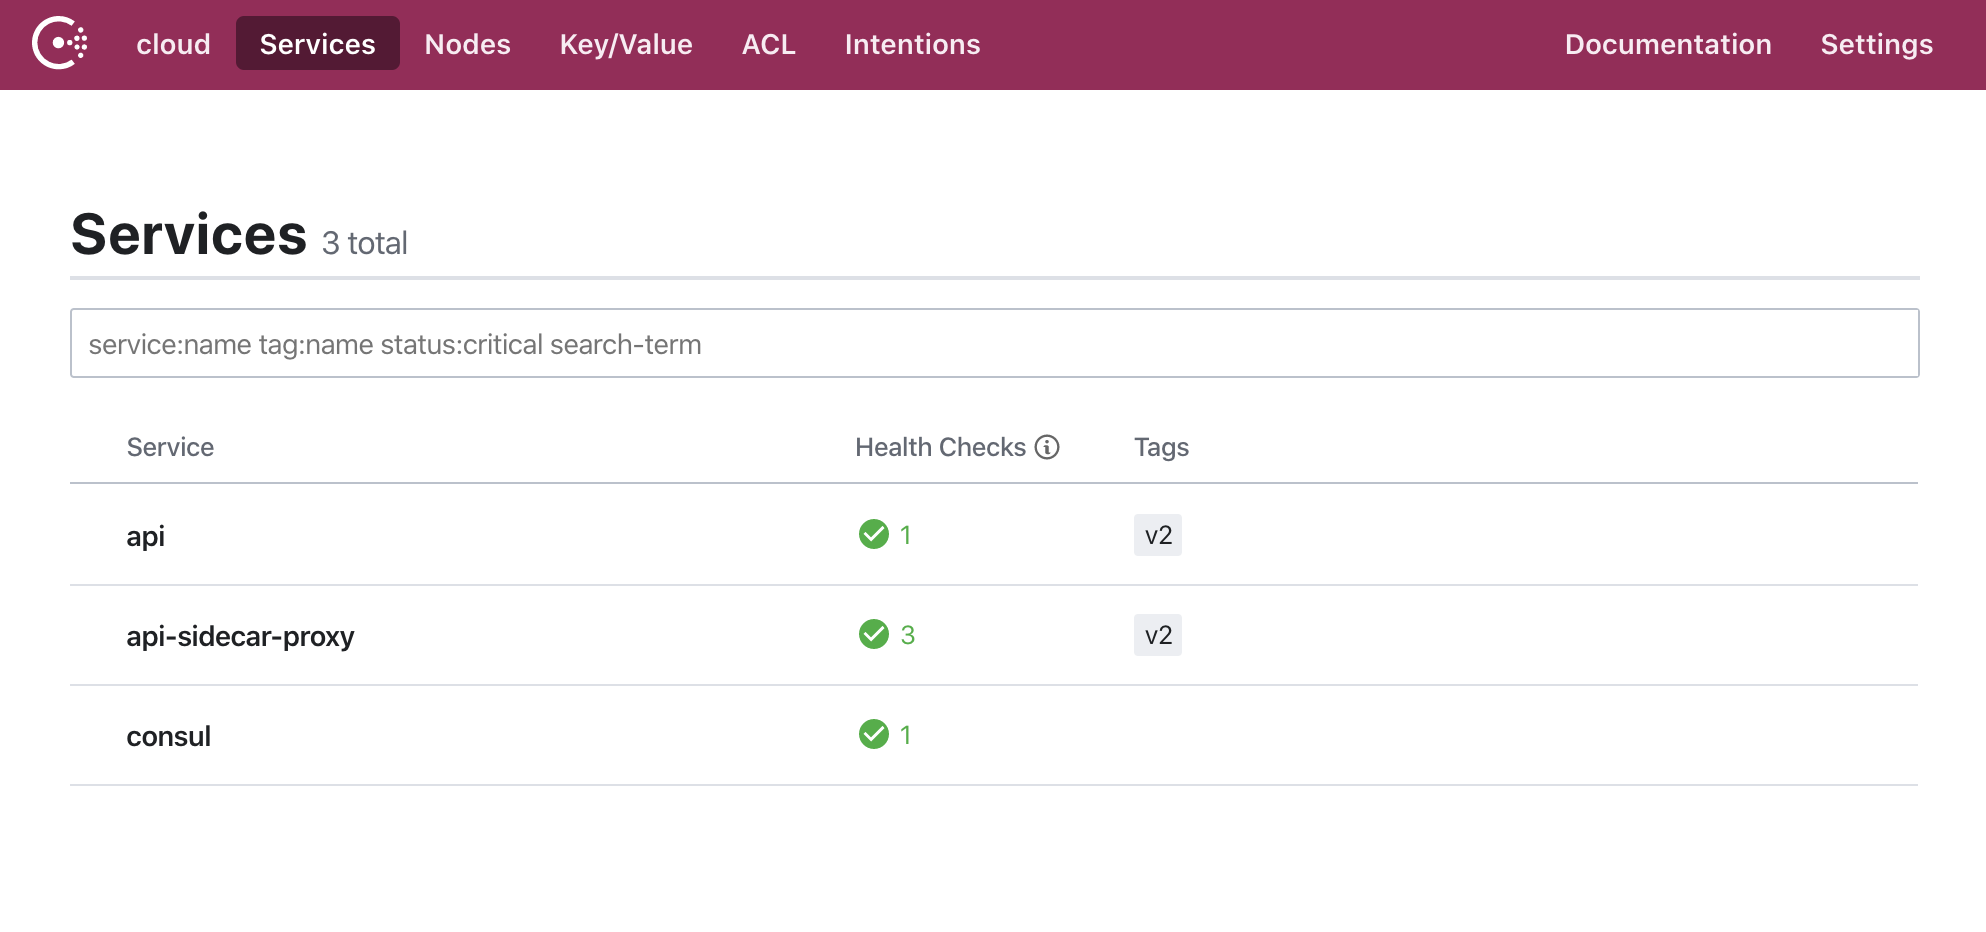 cloud Services Nodes Key/Value ACL Intentions Documentation Settings
Services 3 total
service:name tag:name status:critical search-term
Service Health Checks Tags
api 1 v2
api-sidecar-proxy 3 v2
consul 1